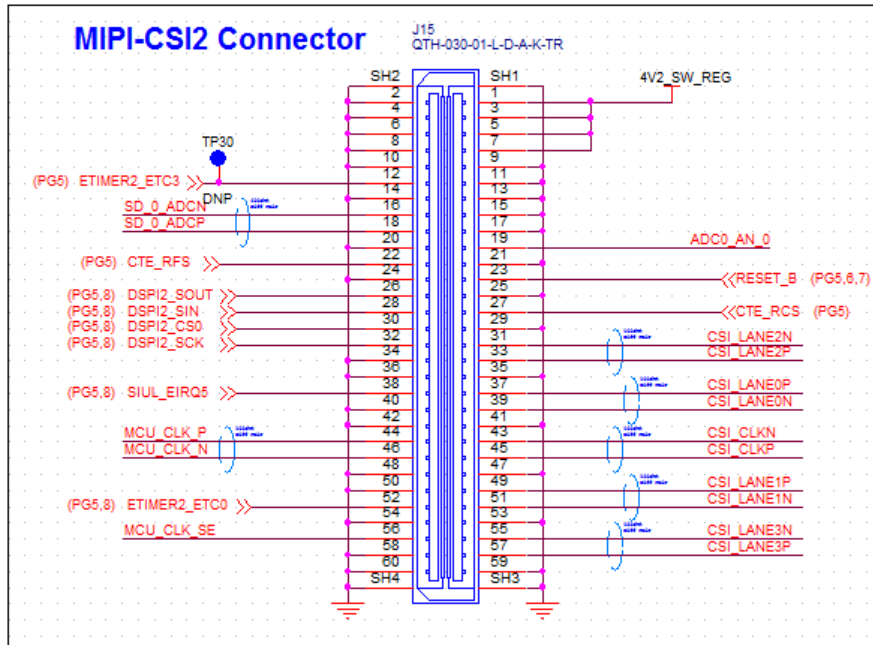 MIPI-CSI2 Connector
J15
QTH-030-01-L-D-A-K-TR
SH2 SH1
4V2_SW_REG
2 1
4 3
6 5
8 7
TP30
10 9
12 11
(PG5) ETIMER2_ETC3
14 13
DNP
SD_0_ADCN
16 15
SD_0_ADCP
18 17
20 19
ADC0_AN_0
22 21
(PG5) CTE_RFS
24 23
RESET_B (PG5,6,7)
26 25
(PG5,8) DSPI2_SOUT
28 27
(PG5,8) DSPI2_SIN
CTE_RCS (PG5)
30 29
(PG5,8) DSPI2_CS0
32 31
(PG5,8) DSPI2_SCK
CSI_LANE2N
34 33
CSI_LANE2P
36 35
38 37
(PG5,8) SIUL_EIRQ5
CSI_LANE0P
40 39
CSI_LANE0N
42 41
MCU_CLK_P
44 43
CSI_CLKN
MCU_CLK_N
46 45
CSI_CLKP
48 47
50 49
CSI_LANE1P
52 51
(PG5,8) ETIMER2_ETC0
CSI_LANE1N
54 53
MCU_CLK_SE
56 55
CSI_LANE3N
58 57
CSI_LANE3P
60 59
SH4 SH3